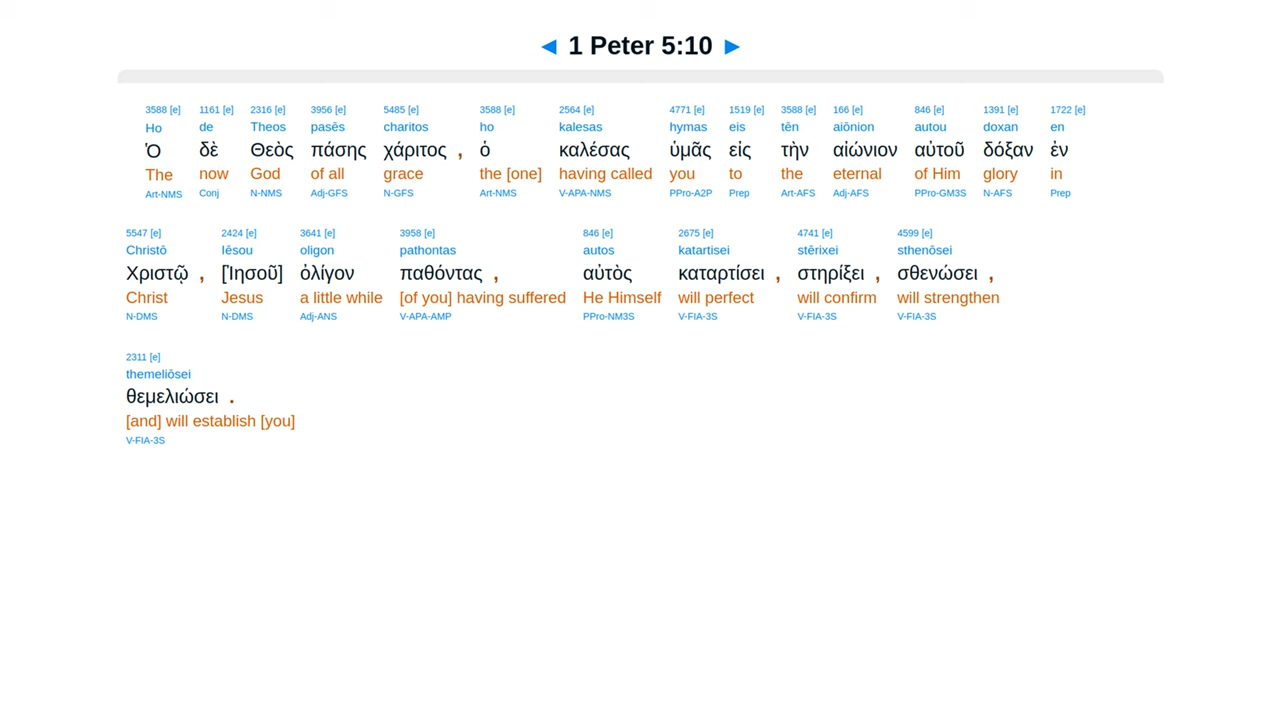 ◄ 1 Peter 5:10 ►
3588 [e] 1161 [e] 2316 [e] 3956 [e] 5485 [e] 3588 [e] 2564 [e] 4771 [e] 1519 [e] 3588 [e] 166 [e] 846 [e] 1391 [e] 1722 [e]
Ho de Theos pasēs charitos ho kalesas hymas eis tēn aiōnion autou doxan en
Ὁ δὲ Θεὸς πάσης χάριτος , ὁ καλέσας ὑμᾶς εἰς τὴν αἰώνιον αὐτοῦ δόξαν ἐν
The now God of all grace the [one] having called you to the eternal of Him glory in
Art-NMS Conj N-NMS Adj-GFS N-GFS Art-NMS V-APA-NMS PPro-A2P Prep Art-AFS Adj-AFS PPro-GM3S N-AFS Prep
5547 [e] 2424 [e] 3641 [e] 3958 [e] 846 [e] 2675 [e] 4741 [e] 4599 [e]
Christō Iēsou oligon pathontas autos katartisei stērixei sthenōsei
Χριστῷ , [Ἰησοῦ] ὀλίγον παθόντας , αὐτὸς καταρτίσει , στηρίξει , σθενώσει ,
Christ Jesus a little while [of you] having suffered He Himself will perfect will confirm will strengthen
N-DMS N-DMS Adj-ANS V-APA-AMP PPro-NM3S V-FIA-3S V-FIA-3S V-FIA-3S
2311 [e]
themeliōsei
θεμελιώσει .
[and] will establish [you]
V-FIA-3S